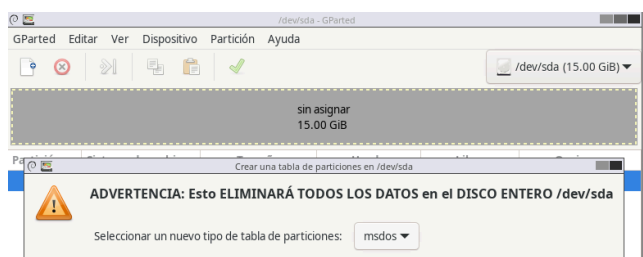 /dev/sda - GParted
GParted Editar Ver Dispositivo Partición Ayuda
/dev/sda (15.00 GiB)
sin asignar
15.00 GiB
Crear una tabla de particiones en /dev/sda
ADVERTENCIA: Esto ELIMINARÁ TODOS LOS DATOS en el DISCO ENTERO /dev/sda
Seleccionar un nuevo tipo de tabla de particiones: msdos